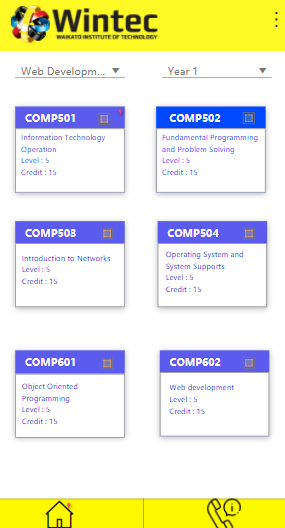 Wintec
WAIKATO INSTITUTE OF TECHNOLOGY
Web Developm...
Year 1
COMP501
Information Technology
Operation
Level : 5
Credit : 15
COMP502
Fundamental Programming
and Problem Solving
Level : 5
Credit : 15
COMP503
Introduction to Networks
Level : 5
Credit : 15
COMP504
Operating System and
System Supports
Level : 5
Credit : 15
COMP601
Object Oriented
Programming
Level : 5
Credit : 15
COMP602
Web development
Level : 5
Credit : 15